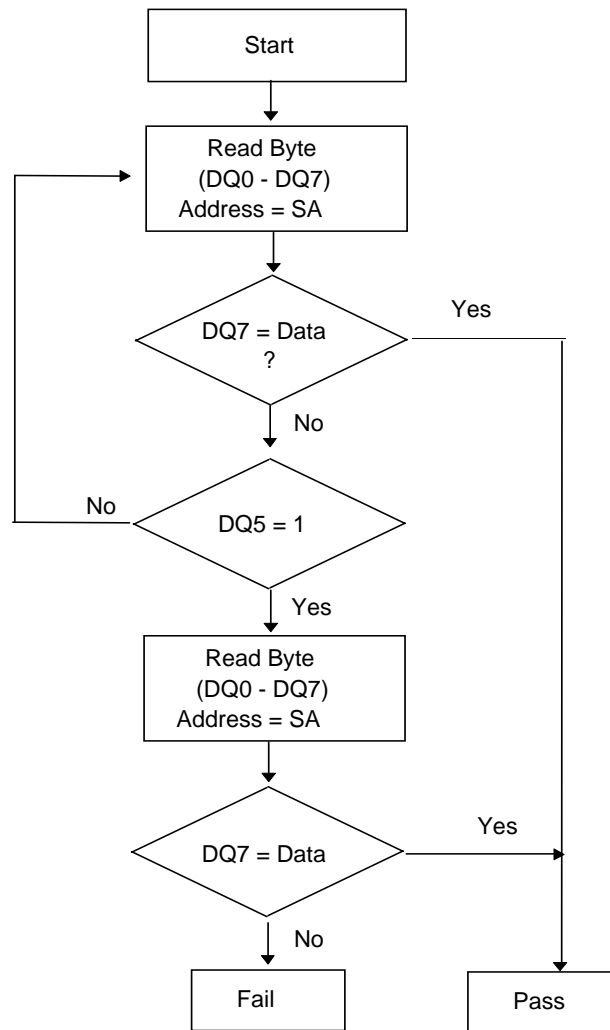 Start
Read Byte
(DQ0 - DQ7)
Address = SA
DQ7 = Data
?
Yes
No
DQ5 = 1
No
Yes
Read Byte
(DQ0 - DQ7)
Address = SA
DQ7 = Data
Yes
No
Fail
Pass